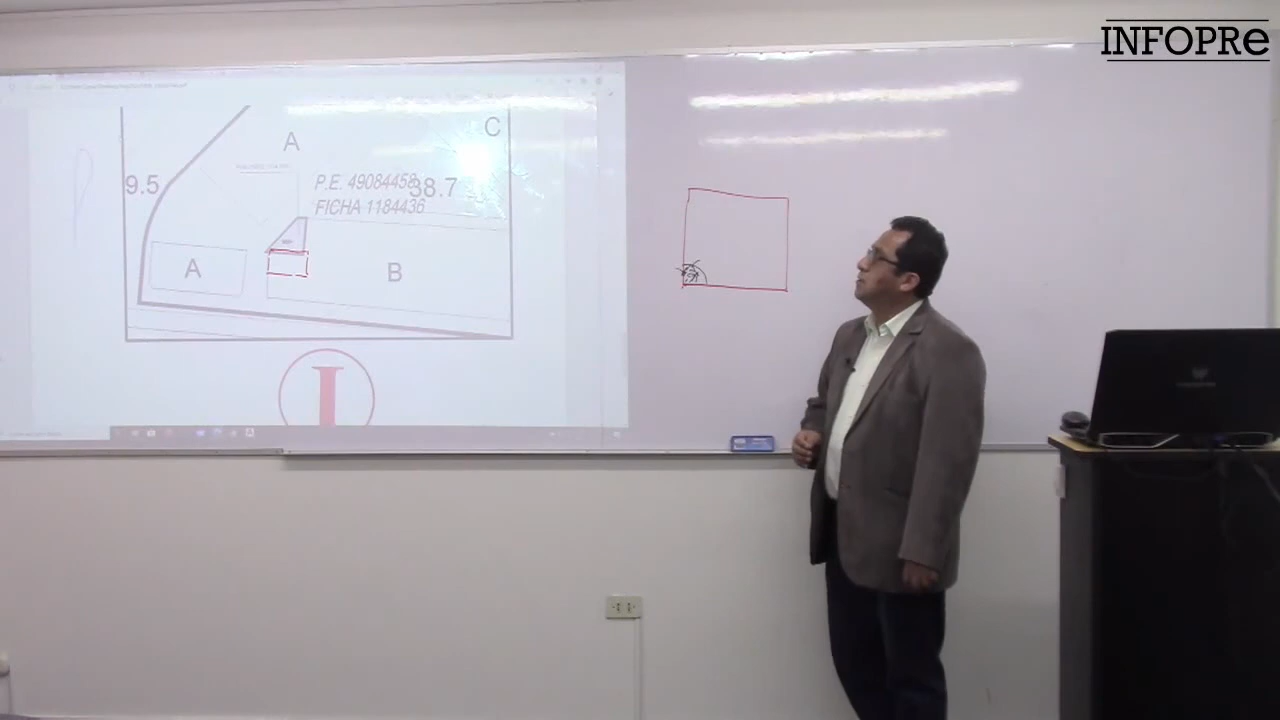 INFOPRe
A
C
9.5
P.E. 49084458
38.7
FICHA 1184436
A
B
I